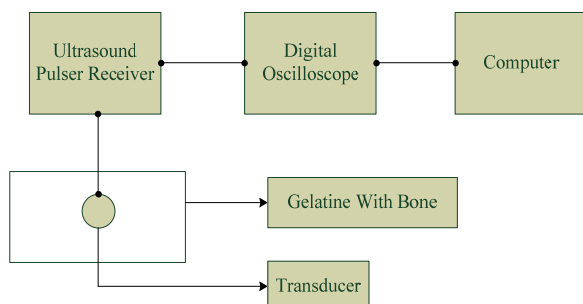 Ultrasound
Pulser Receiver
Digital
Oscilloscope
Computer
Gelatine With Bone
Transducer